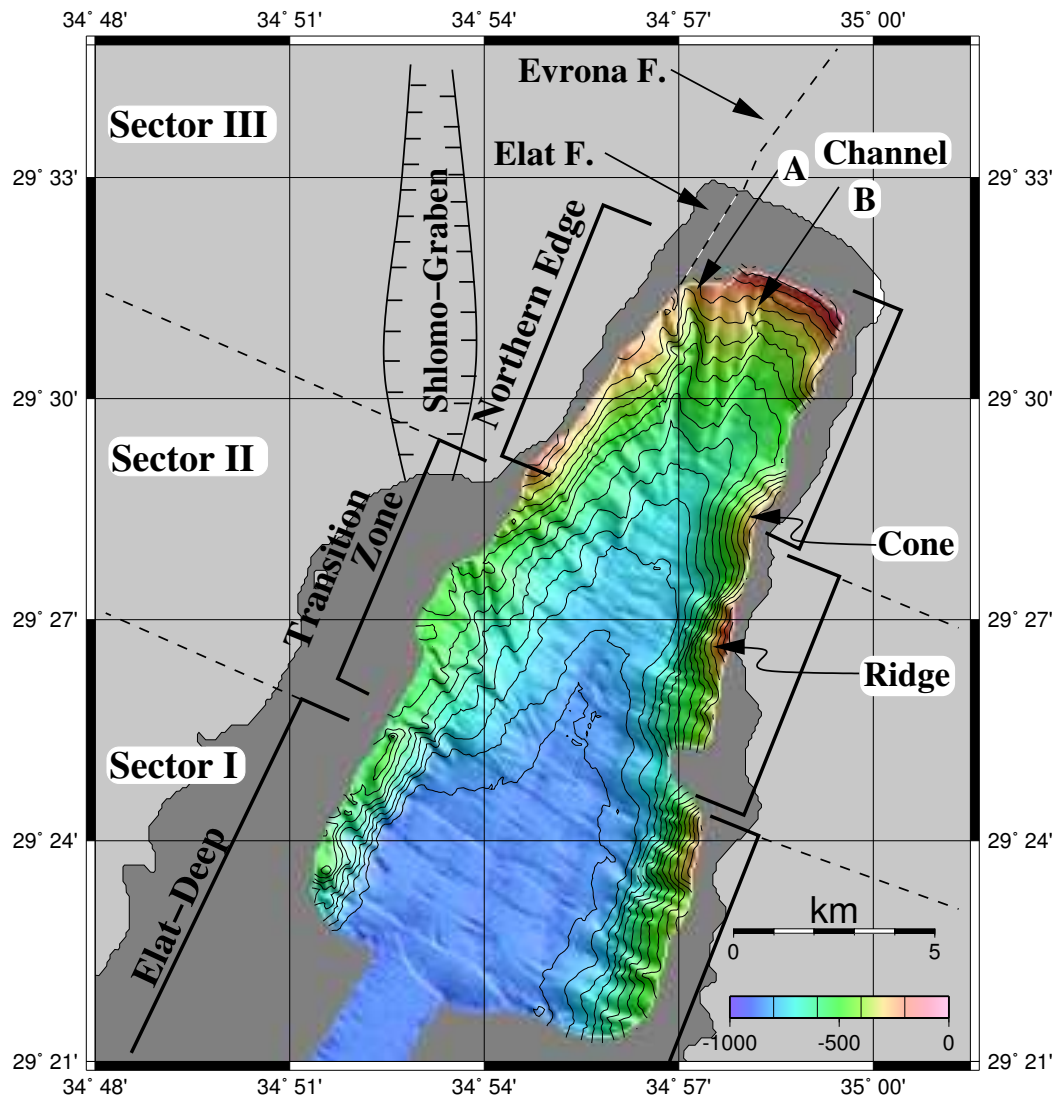 34˚ 48'
34˚ 51'
34˚ 54'
34˚ 57'
35˚ 00'
Evrona F.
Sector III
Elat F.
A
Channel
B
29˚ 33'
29˚ 33'
Shlomo-Graben
Northern Edge
29˚ 30'
29˚ 30'
Sector II
Transition
Zone
Cone
29˚ 27'
29˚ 27'
Ridge
Sector I
29˚ 24'
29˚ 24'
Elat-Deep
km
0
5
-1000
-500
0
29˚ 21'
29˚ 21'
34˚ 48'
34˚ 51'
34˚ 54'
34˚ 57'
35˚ 00'